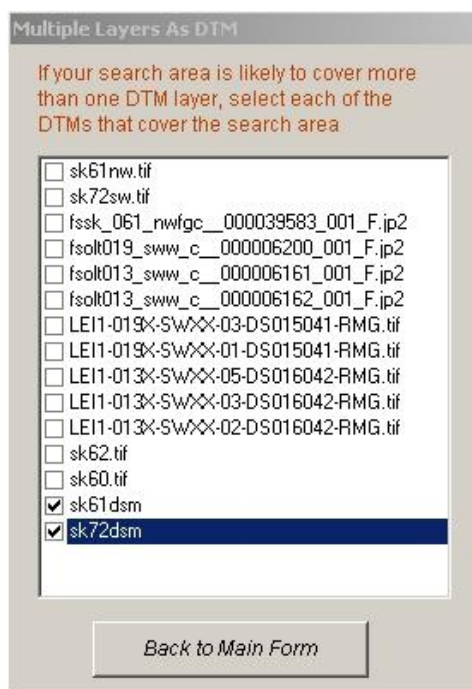 Multiple Layers As DTM
If your search area is likely to cover more
than one DTM layer, select each of the
DTMs that cover the search area
sk61nw.tif
sk72sw.tif
fssk_061_nwfgc__000039583_001_F.jp2
fsolt019_sww_c__000006200_001_F.jp2
fsolt013_sww_c__000006161_001_F.jp2
fsolt013_sww_c__000006162_001_F.jp2
LEI1-019X-SWXX-03-DS015041-RMG.tif
LEI1-019X-SWXX-01-DS015041-RMG.tif
LEI1-013X-SWXX-05-DS016042-RMG.tif
LEI1-013X-SWXX-03-DS016042-RMG.tif
LEI1-013X-SWXX-02-DS016042-RMG.tif
sk62.tif
sk60.tif
sk61dsm
sk72dsm
Back to Main Form